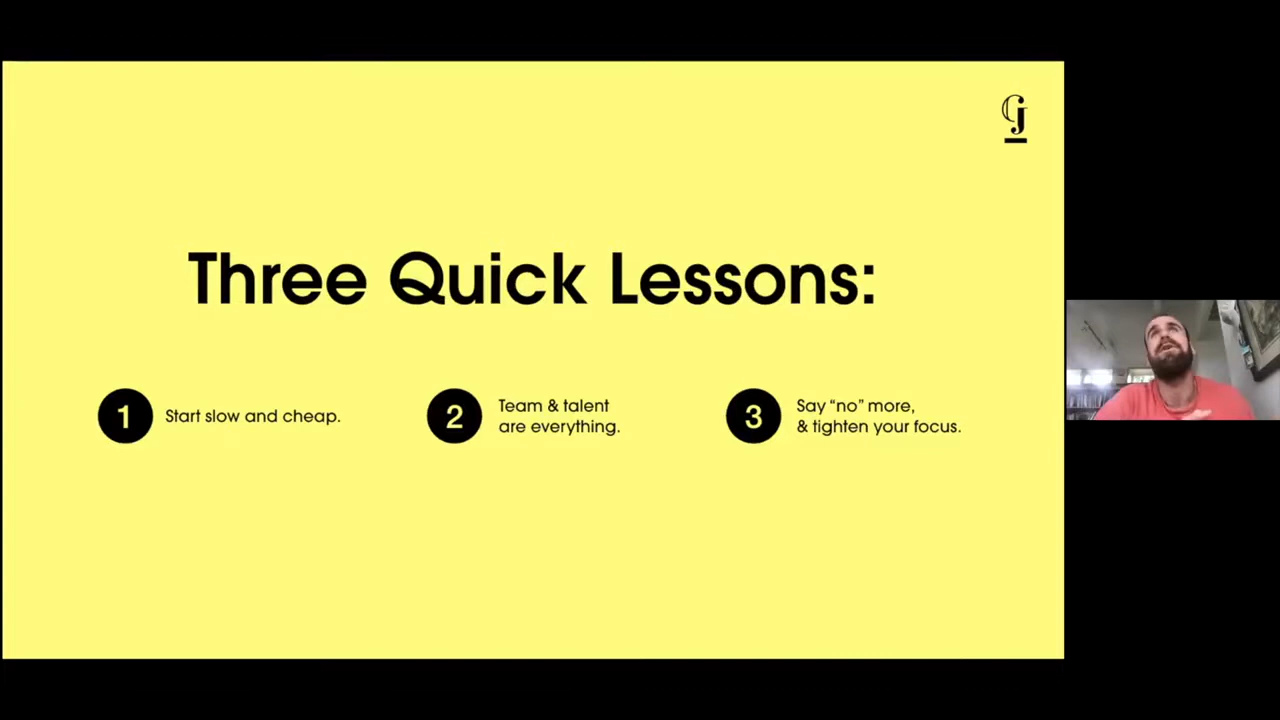 GJ
Three Quick Lessons:
1 Start slow and cheap.
2 Team & talent
are everything.
3 Say “no” more,
& tighten your focus.